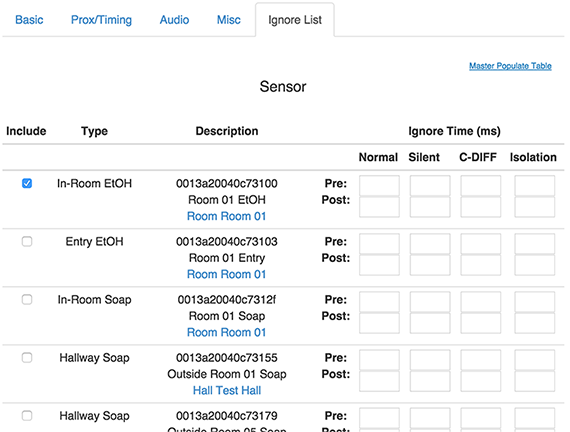 Basic Prox/Timing Audio Misc Ignore List
Master Populate Table
Sensor
Include Type Description Ignore Time (ms)
Normal Silent C-DIFF Isolation
In-Room EtOH 0013a20040c73100 Pre:
Room 01 EtOH Post:
Room Room 01
Entry EtOH 0013a20040c73103 Pre:
Room 01 Entry Post:
Room Room 01
In-Room Soap 0013a20040c7312f Pre:
Room 01 Soap Post:
Room Room 01
Hallway Soap 0013a20040c73155 Pre:
Outside Room 01 Soap Post:
Hall Test Hall
Hallway Soap 0013a20040c73179 Pre:
Outside Room 05 Soap Post: